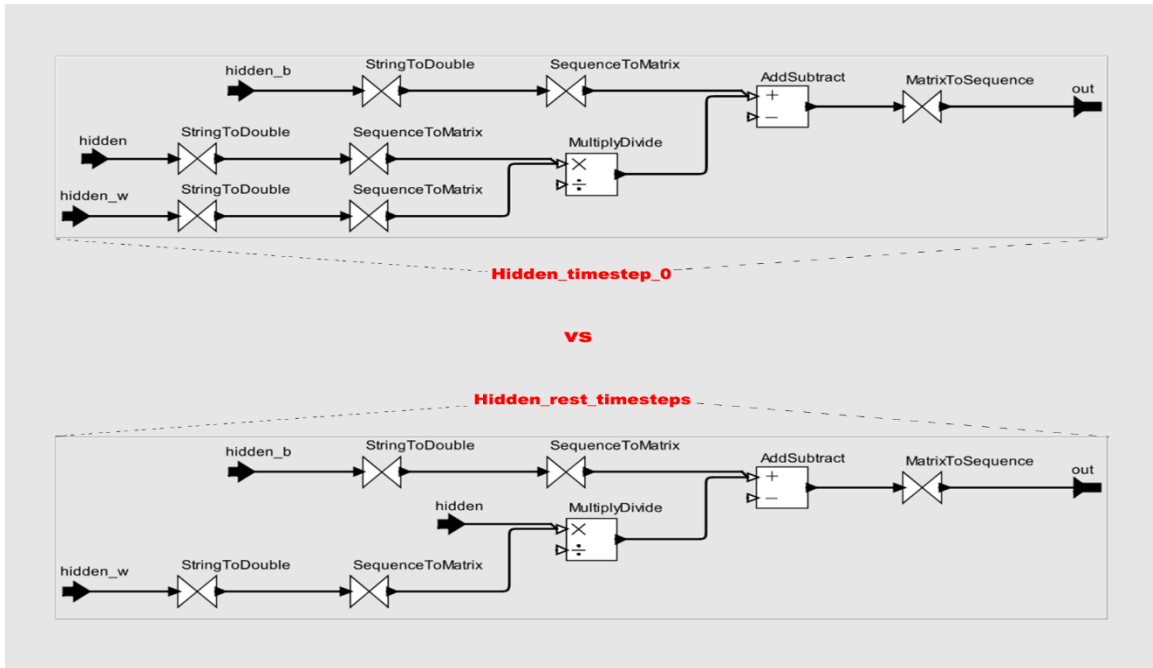 hidden_b
StringToDouble
SequenceToMatrix
AddSubtract
MatrixToSequence
out
+
−
hidden
StringToDouble
SequenceToMatrix
MultiplyDivide
×
÷
hidden_w
StringToDouble
SequenceToMatrix
Hidden_timestep_0
vs
Hidden_rest_timesteps
hidden_b
StringToDouble
SequenceToMatrix
AddSubtract
MatrixToSequence
out
+
−
hidden
MultiplyDivide
×
÷
hidden_w
StringToDouble
SequenceToMatrix